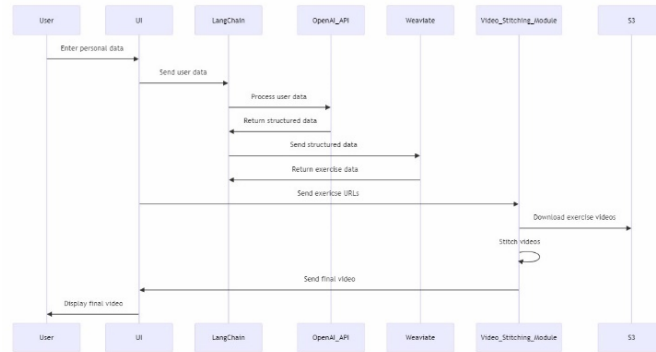 User UI LangChain OpenAI_API Weaviate Video_Stitching_Module S3
Enter personal data
Send user data
Process user data
Return structured data
Send structured data
Return exercise data
Send exericse URLs
Download exercise videos
Stitch videos
Send final video
Display final video
User UI LangChain OpenAI_API Weaviate Video_Stitching_Module S3